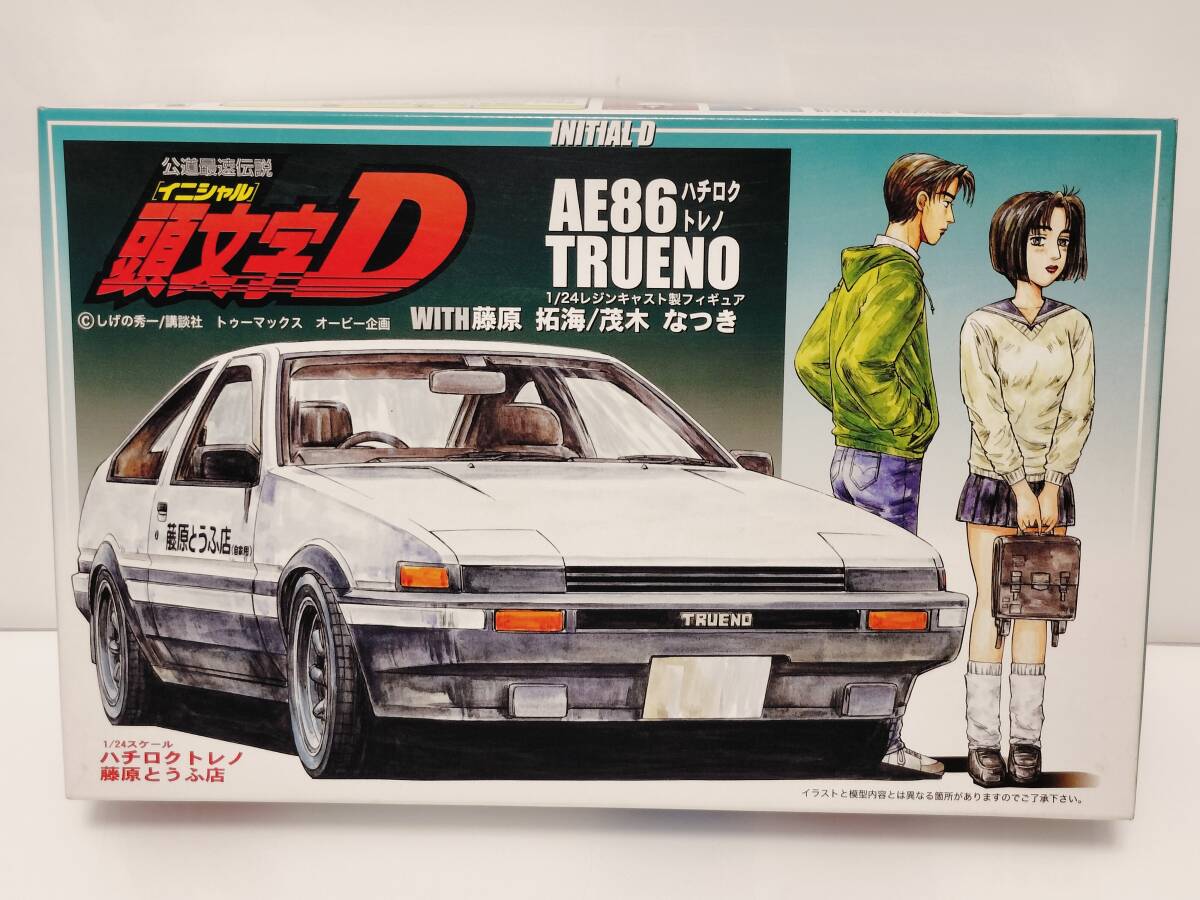 INITIAL D
公道最速伝説
[イニシャル]
頭文字D
©しげの秀一/講談社 トゥーマックス オービー企画
AE86 ハチロク
トレノ
TRUENO
1/24レジンキャスト製フィギュア
WITH藤原 拓海/茂木 なつき
藤原とうふ店(自家用)
TRUENO
1/24スケール
ハチロクトレノ
藤原とうふ店
イラストと模型内容とは異なる箇所がありますのでご了承下さい。